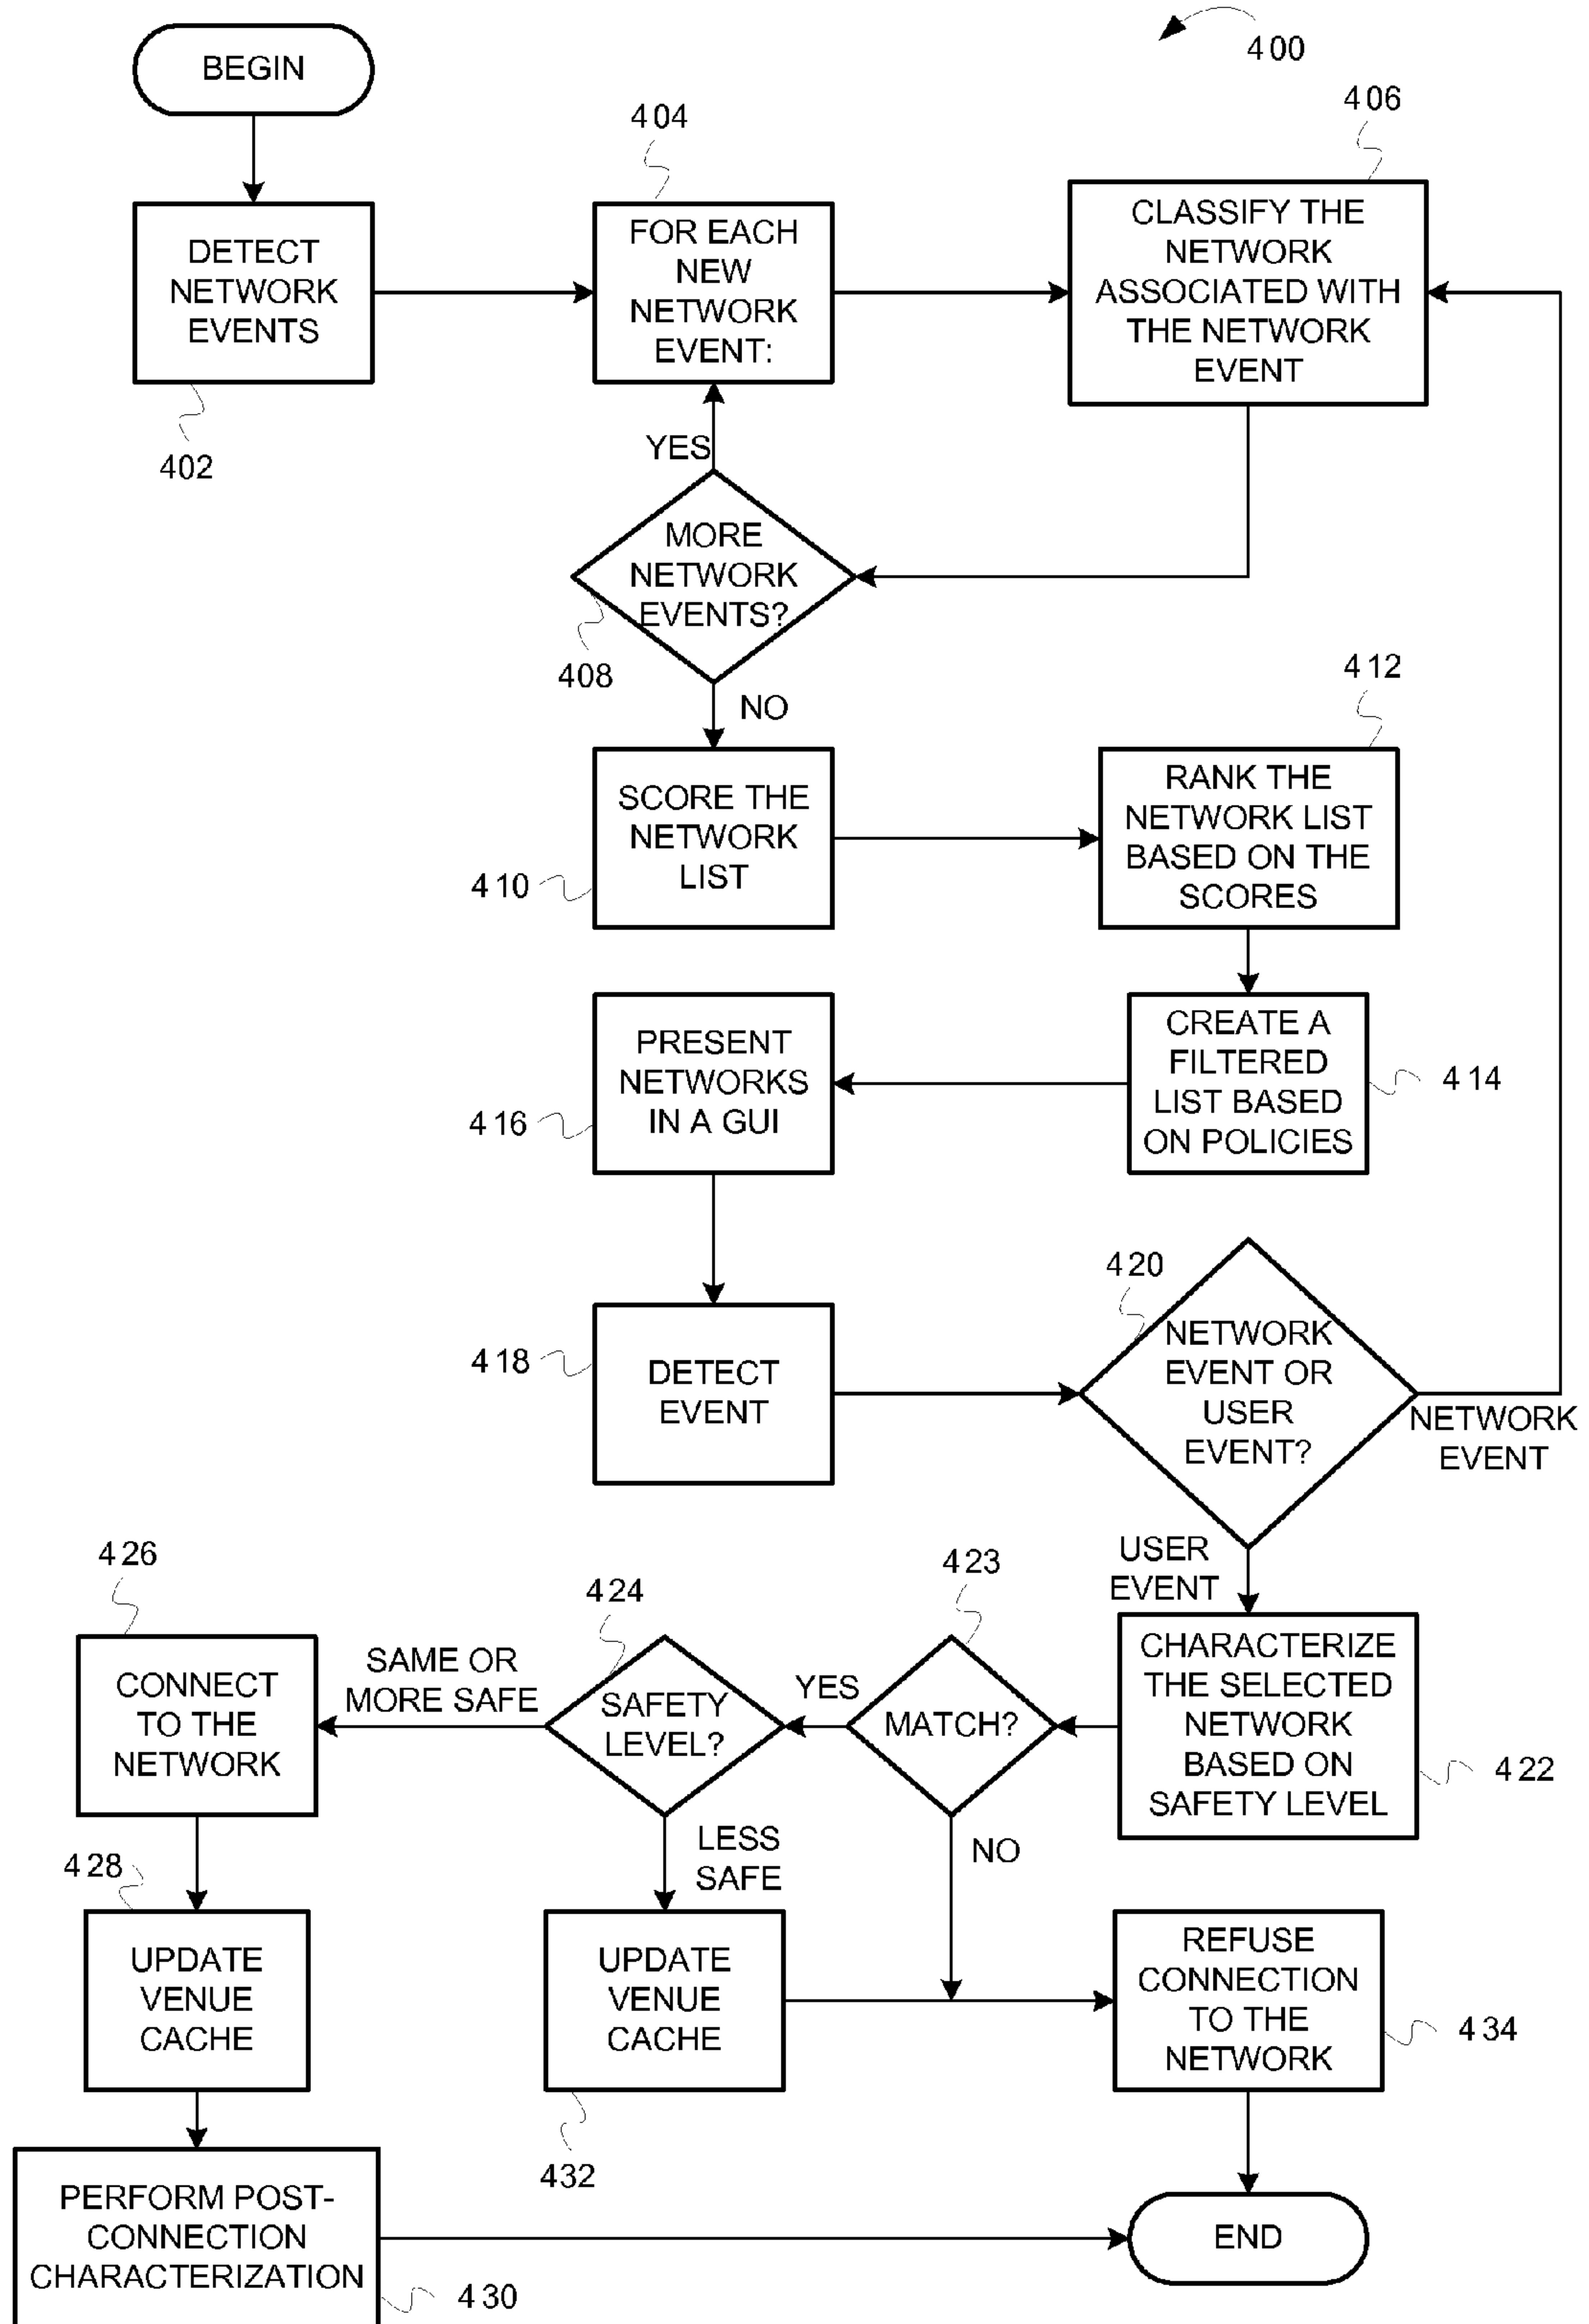 400
BEGIN
404
406
DETECT
NETWORK
EVENTS
402
FOR EACH
NEW
NETWORK
EVENT:
CLASSIFY THE
NETWORK
ASSOCIATED WITH
THE NETWORK
EVENT
YES
MORE
NETWORK
EVENTS?
408
NO
412
SCORE THE
NETWORK
LIST
410
RANK THE
NETWORK LIST
BASED ON THE
SCORES
PRESENT
NETWORKS
IN A GUI
416
CREATE A
FILTERED
LIST BASED
ON POLICIES
414
420
418
DETECT
EVENT
NETWORK
EVENT OR
USER
EVENT?
NETWORK
EVENT
USER
EVENT
426
424
423
CONNECT
TO THE
NETWORK
SAME OR
MORE SAFE
SAFETY
LEVEL?
YES
MATCH?
CHARACTERIZE
THE SELECTED
NETWORK
BASED ON
SAFETY LEVEL
422
428
LESS
SAFE
NO
UPDATE
VENUE
CACHE
UPDATE
VENUE
CACHE
432
REFUSE
CONNECTION
TO THE
NETWORK
434
PERFORM POST-
CONNECTION
CHARACTERIZATION
430
END